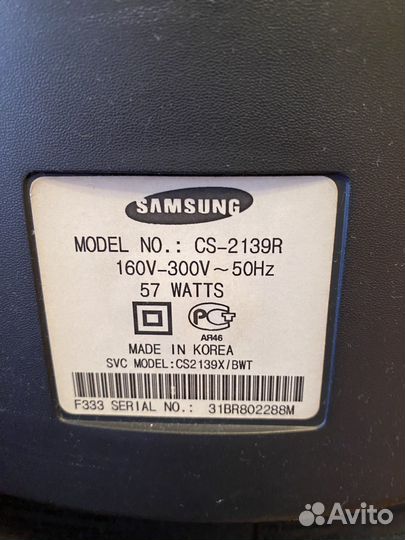 SAMSUNG
MODEL NO.: CS-2139R
160V-300V~50Hz
57 WATTS
PCT
AR46
MADE IN KOREA
SVC MODEL:CS2139X/BWT
F333 SERIAL NO.: 31BR802288M
Avito